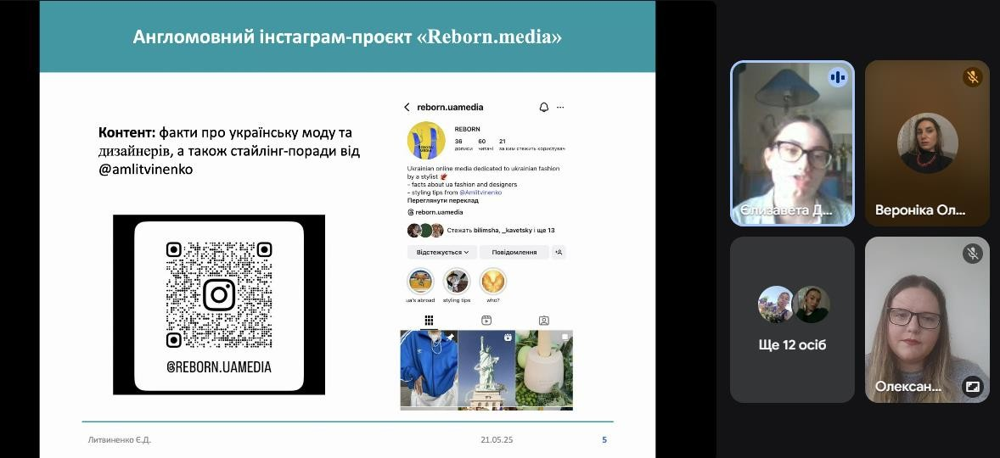 Англомовний інстаграм-проєкт «Reborn.media»
Контент: факти про українську моду та
дизайнерів, а також стайлінг-поради від
@amlitvinenko
@REBORN.UAMEDIA
reborn.uamedia
REBORN
36 60 21
дописи читачі за ким стежить користувач
Ukrainian online media dedicated to ukrainian fashion
by a stylist
- facts about ua fashion and designers
- styling tips from @Amlitvinenko
Переглянути переклад
reborn.uamedia
Стежать bilimsha, _kavetsky і ще 13
Відстежується Повідомлення
ua's abroad styling tips who?
Литвиненко Є.Д. 21.05.25 5
Єлизавета Д...
Вероніка Ол...
Ще 12 осіб
Олексан...